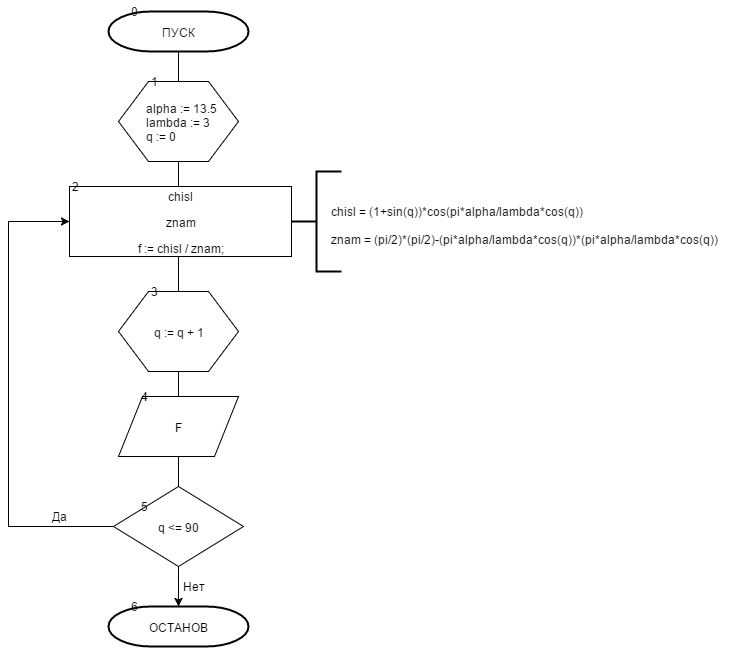 0
ПУСК
1
alpha := 13.5
lambda := 3
q := 0
2
chisl
znam
f := chisl / znam;
chisl = (1+sin(q))*cos(pi*alpha/lambda*cos(q))
znam = (pi/2)*(pi/2)-(pi*alpha/lambda*cos(q))*(pi*alpha/lambda*cos(q))
3
q := q + 1
4
F
5
q <= 90
Да
Нет
6
ОСТАНОВ